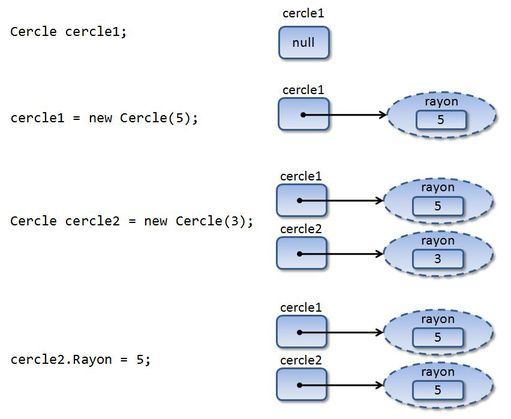 cercle1
Cercle cercle1;
null
cercle1
rayon
cercle1 = new Cercle(5);
5
cercle1
rayon
5
Cercle cercle2 = new Cercle(3);
cercle2
rayon
3
cercle1
rayon
5
cercle2.Rayon = 5;
cercle2
rayon
5